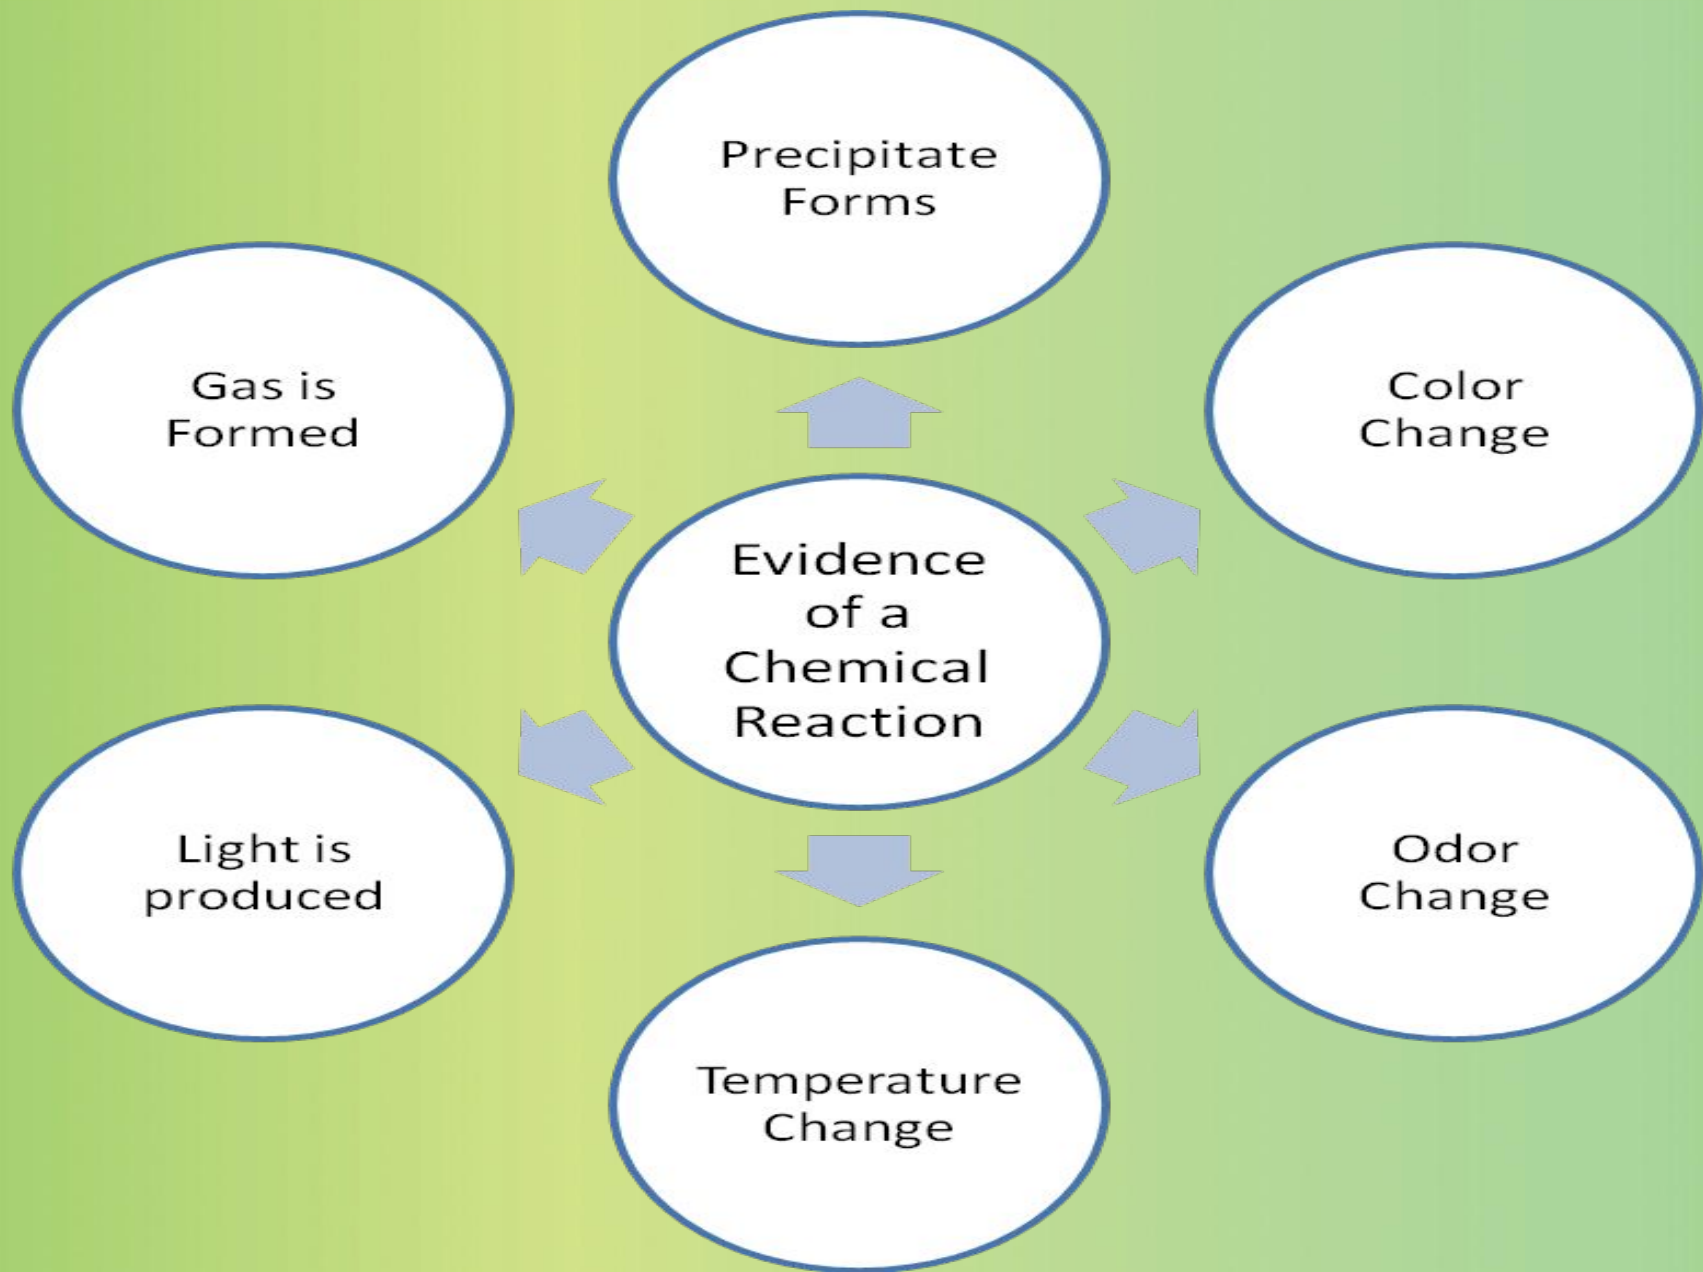 Precipitate
Forms
Gas is
Formed
Color
Change
Evidence
of a
Chemical
Reaction
Light is
produced
Odor
Change
Temperature
Change